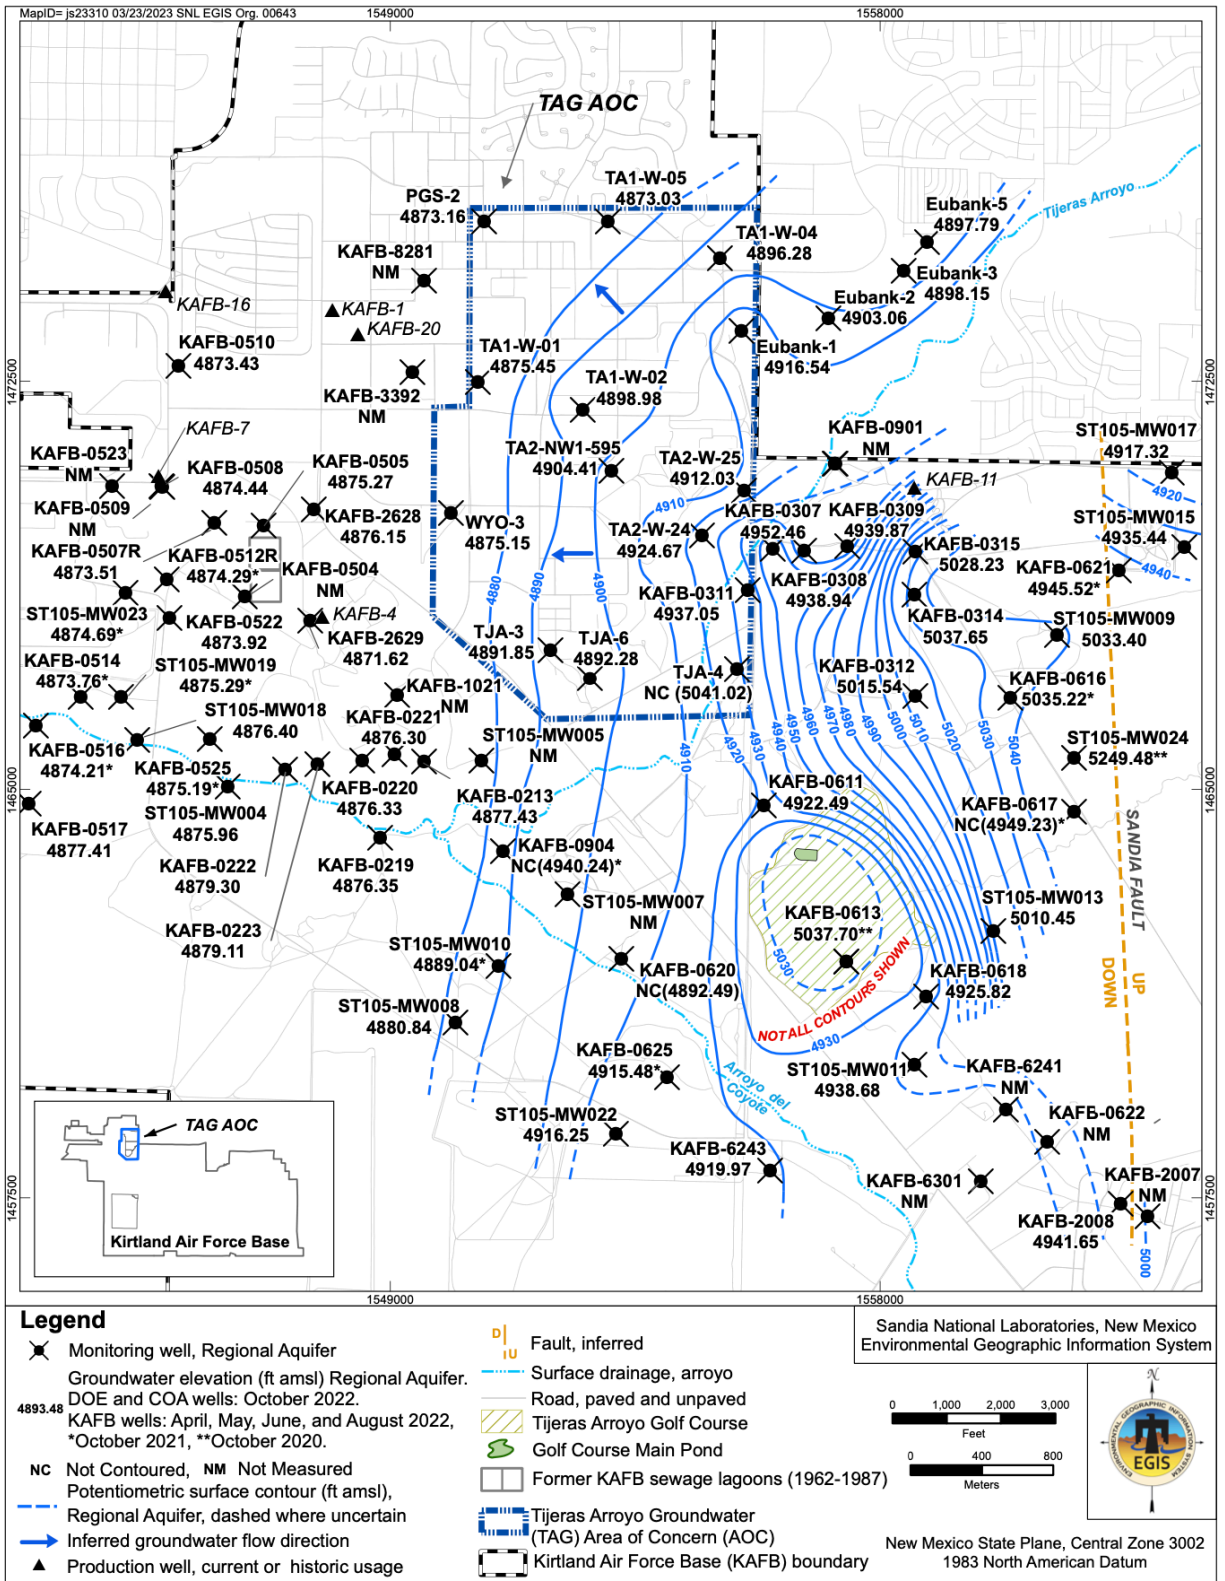 MapID= js23310 03/23/2023 SNL EGIS Org. 00643
1549000
1558000
TAG AOC
PGS-2
4873.16
TA1-W-05
4873.03
Eubank-5
4897.79
Tijeras Arroyo
TA1-W-04
4896.28
KAFB-8281
NM
Eubank-3
4898.15
KAFB-16
KAFB-1
KAFB-20
Eubank-2
4903.06
KAFB-0510
4873.43
TA1-W-01
4875.45
Eubank-1
4916.54
TA1-W-02
4898.98
1472500
1472500
KAFB-3392
NM
KAFB-7
KAFB-0901
NM
ST105-MW017
4917.32
KAFB-0523
NM
KAFB-0508
4874.44
KAFB-0505
4875.27
TA2-NW1-595
4904.41
TA2-W-25
4912.03
KAFB-11
4920
KAFB-0509
NM
KAFB-2628
4876.15
WYO-3
4875.15
4910
KAFB-0307
4952.46
KAFB-0309
4939.87
ST105-MW015
4935.44
TA2-W-24
4924.67
KAFB-0507R
4873.51
KAFB-0512R
4874.29*
KAFB-0504
NM
KAFB-0315
5028.23
KAFB-0621
4945.52*
4940
4880
4890
4900
KAFB-0308
4938.94
KAFB-0311
4937.05
ST105-MW023
4874.69*
KAFB-0522
4873.92
KAFB-4
KAFB-2629
4871.62
KAFB-0314
5037.65
ST105-MW009
5033.40
TJA-3
4891.85
TJA-6
4892.28
KAFB-0514
4873.76*
ST105-MW019
4875.29*
TJA-4
NC (5041.02)
KAFB-0312
5015.54
KAFB-0616
5035.22*
KAFB-1021
NM
ST105-MW018
4876.40
KAFB-0221
4876.30
ST105-MW005
NM
4910
4920
4930
4940
4950
4960
4970
4980
4990
5000
5010
5020
5030
5040
ST105-MW024
5249.48**
KAFB-0516
4874.21*
KAFB-0525
4875.19*
KAFB-0220
4876.33
KAFB-0213
4877.43
KAFB-0611
4922.49
1465000
1465000
KAFB-0617
NC(4949.23)*
KAFB-0517
4877.41
ST105-MW004
4875.96
KAFB-0222
4879.30
KAFB-0219
4876.35
KAFB-0904
NC(4940.24)*
SANDIA FAULT
ST105-MW007
NM
KAFB-0613
5037.70**
ST105-MW013
5010.45
KAFB-0223
4879.11
ST105-MW010
4889.04*
5030
KAFB-0620
NC(4892.49)
KAFB-0618
4925.82
DOWN
UP
NOT ALL CONTOURS SHOWN
ST105-MW008
4880.84
4930
KAFB-0625
4915.48*
Arroyo del
Coyote
ST105-MW011
4938.68
KAFB-6241
NM
ST105-MW022
4916.25
KAFB-0622
NM
KAFB-6243
4919.97
KAFB-6301
NM
KAFB-2007
NM
KAFB-2008
4941.65
5000
1457500
1457500
TAG AOC
Kirtland Air Force Base
1549000
1558000
Legend
Monitoring well, Regional Aquifer
4893.48
Groundwater elevation (ft amsl) Regional Aquifer.
DOE and COA wells: October 2022.
KAFB wells: April, May, June, and August 2022,
*October 2021, **October 2020.
NC Not Contoured, NM Not Measured
Potentiometric surface contour (ft amsl),
Regional Aquifer, dashed where uncertain
Inferred groundwater flow direction
Production well, current or historic usage
D
U
Fault, inferred
Surface drainage, arroyo
Road, paved and unpaved
Tijeras Arroyo Golf Course
Golf Course Main Pond
Former KAFB sewage lagoons (1962-1987)
Tijeras Arroyo Groundwater
(TAG) Area of Concern (AOC)
Kirtland Air Force Base (KAFB) boundary
Sandia National Laboratories, New Mexico
Environmental Geographic Information System
0 1,000 2,000 3,000
Feet
0 400 800
Meters
N
ENVIRONMENTAL GEOGRAPHIC INFORMATION SYSTEM
EGIS
New Mexico State Plane, Central Zone 3002
1983 North American Datum